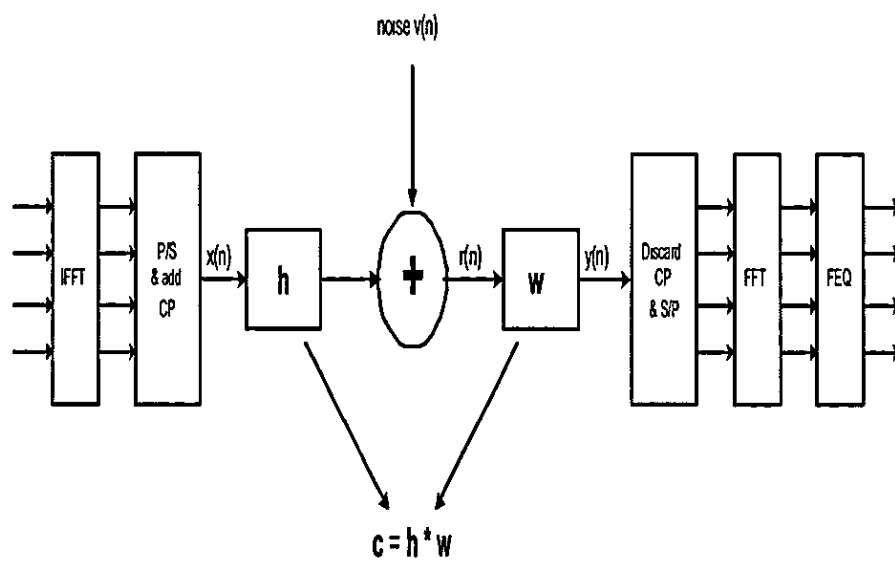 noise v(n)
IFFT
P/S
& add
CP
x(n)
h
+
r(n)
w
y(n)
Discard
CP
& S/P
FFT
FEQ
c = h * w